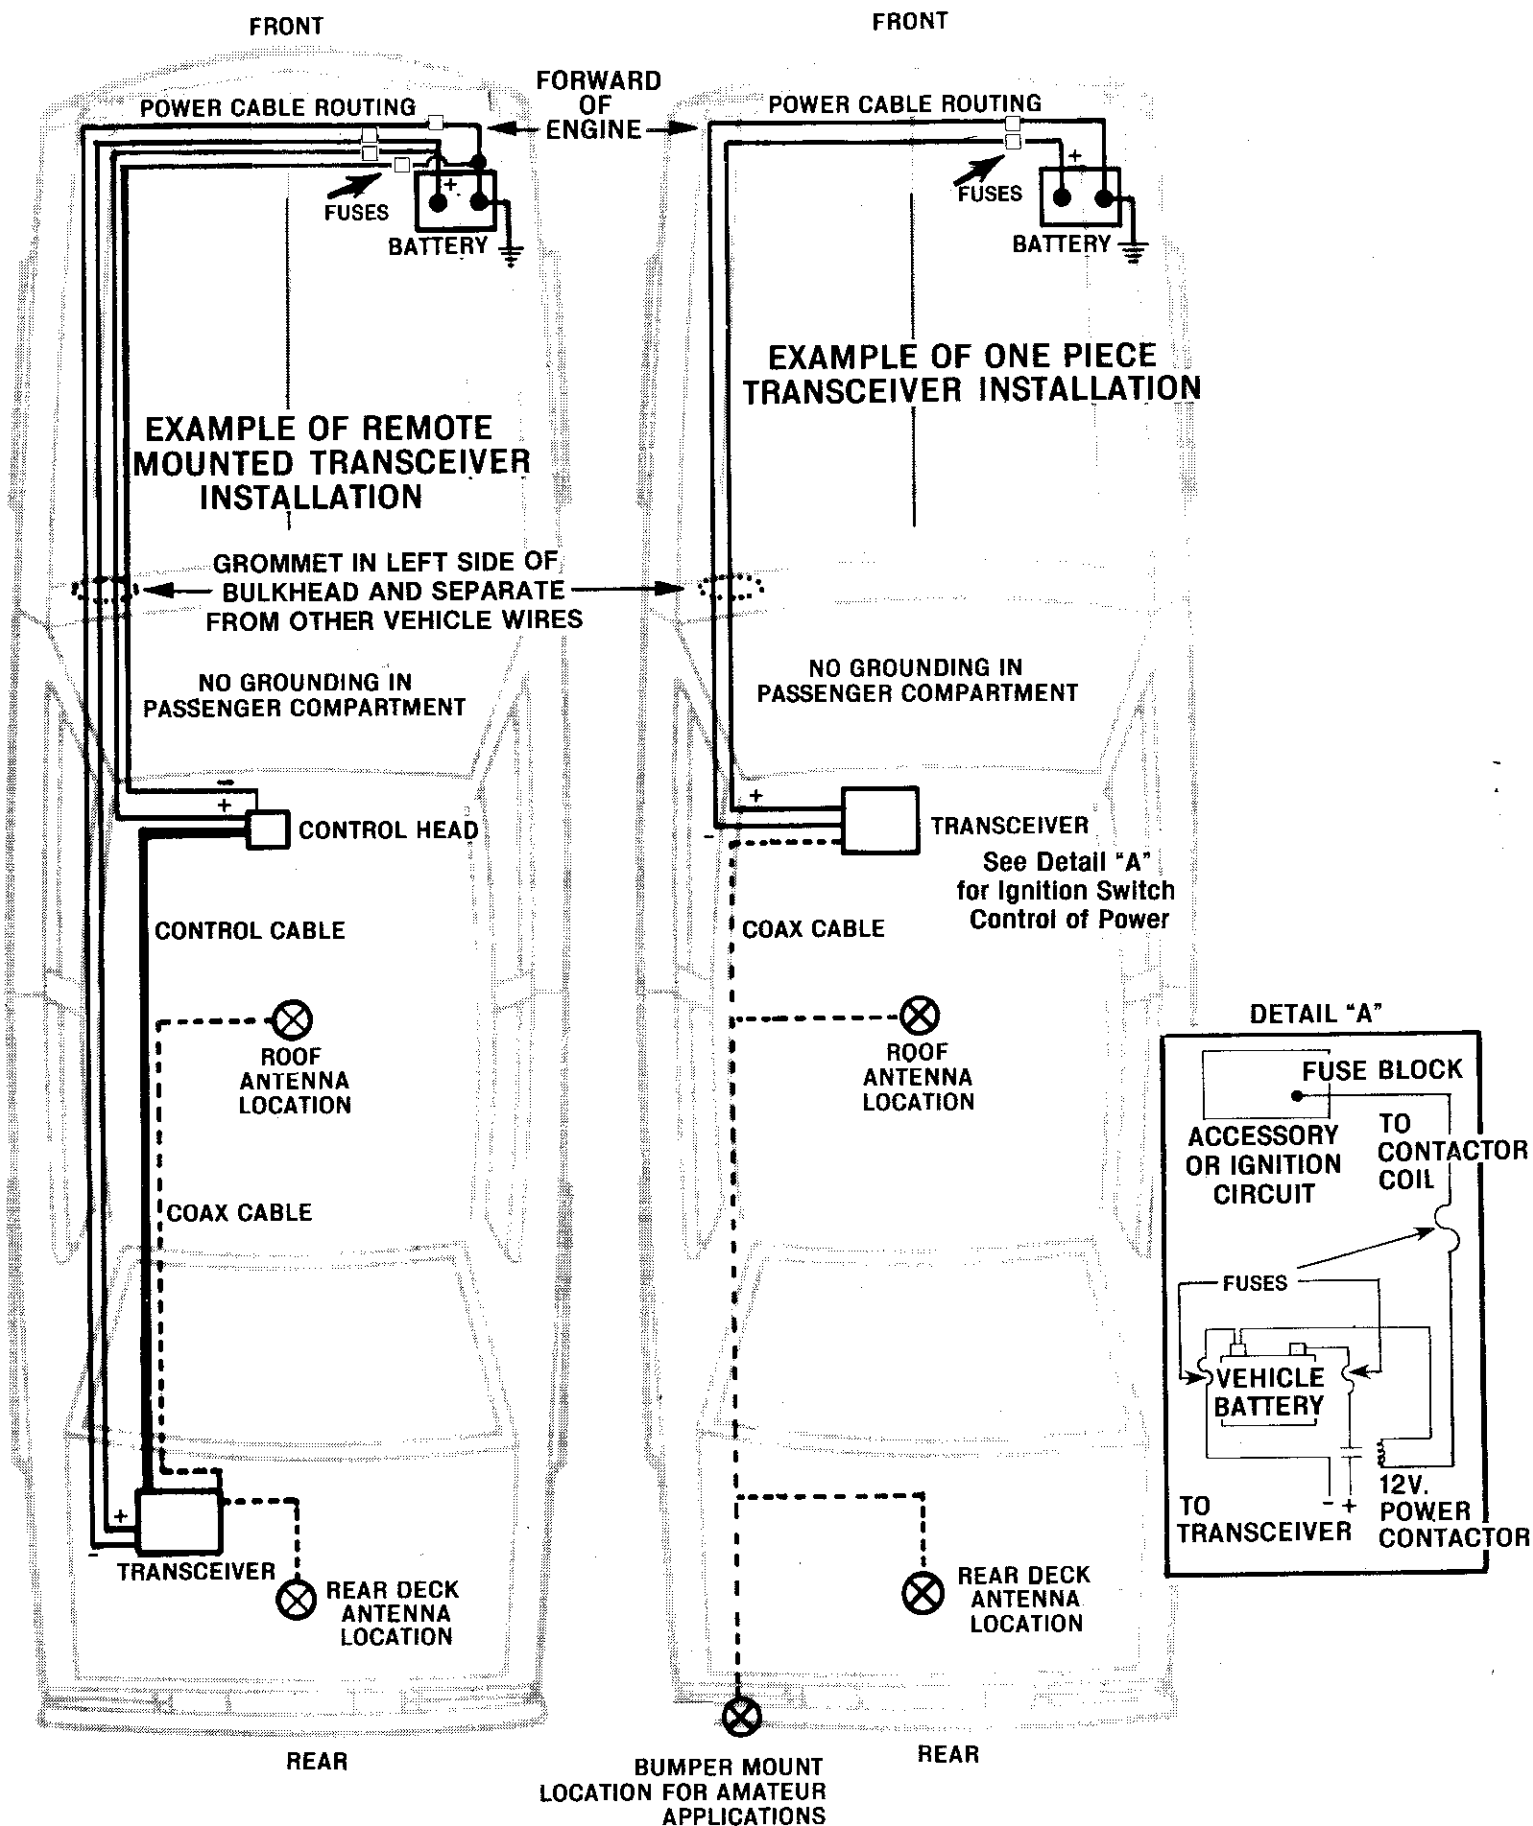 FRONT
POWER CABLE ROUTING
FORWARD
OF
ENGINE
FUSES
+
BATTERY
EXAMPLE OF REMOTE
MOUNTED TRANSCEIVER
INSTALLATION
GROMMET IN LEFT SIDE OF
BULKHEAD AND SEPARATE
FROM OTHER VEHICLE WIRES
NO GROUNDING IN
PASSENGER COMPARTMENT
-
+
CONTROL HEAD
CONTROL CABLE
ROOF
ANTENNA
LOCATION
COAX CABLE
+
-
TRANSCEIVER
REAR DECK
ANTENNA
LOCATION
REAR
FRONT
POWER CABLE ROUTING
FUSES
+
BATTERY
EXAMPLE OF ONE PIECE
TRANSCEIVER INSTALLATION
NO GROUNDING IN
PASSENGER COMPARTMENT
+
-
TRANSCEIVER
See Detail "A"
for Ignition Switch
Control of Power
COAX CABLE
ROOF
ANTENNA
LOCATION
REAR DECK
ANTENNA
LOCATION
REAR
BUMPER MOUNT
LOCATION FOR AMATEUR
APPLICATIONS
DETAIL "A"
FUSE BLOCK
ACCESSORY
OR IGNITION
CIRCUIT
TO
CONTACTOR
COIL
FUSES
VEHICLE
BATTERY
TO
TRANSCEIVER
- +
12V.
POWER
CONTACTOR